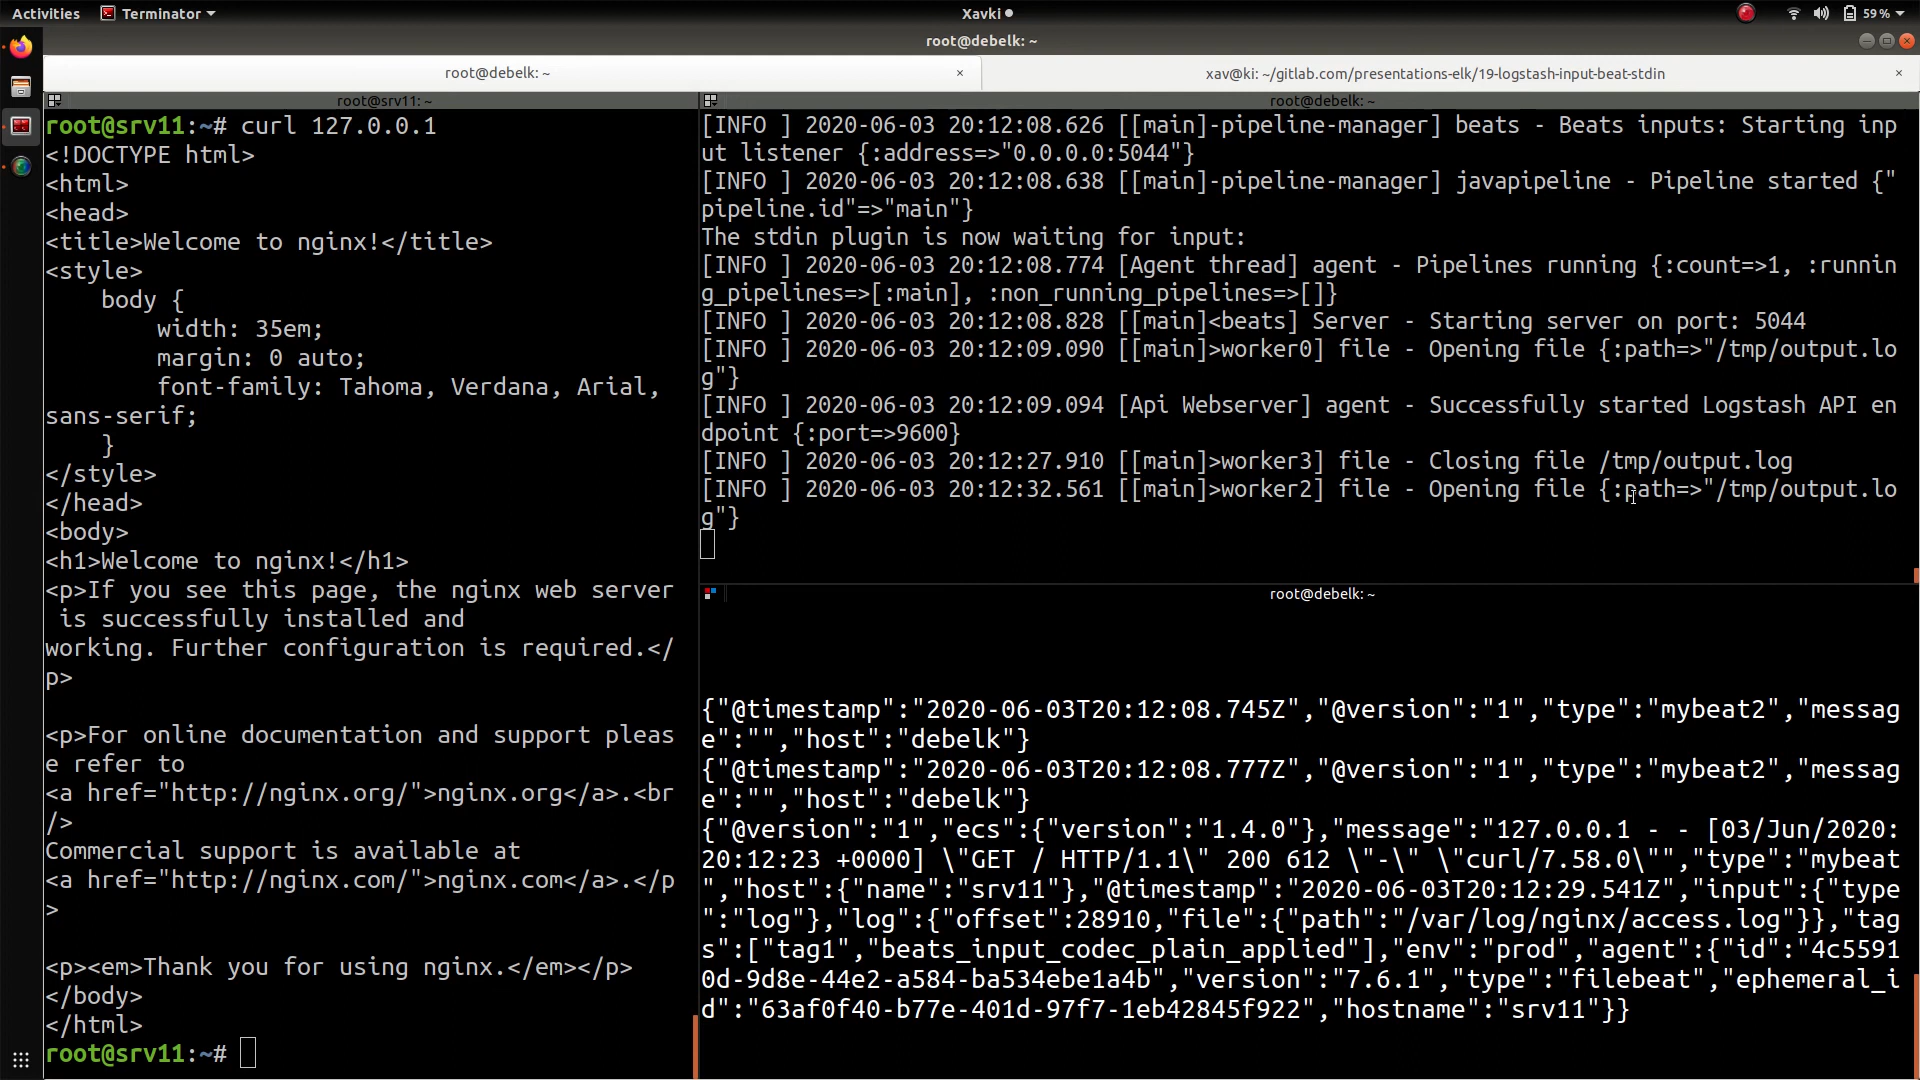 Activities
Terminator
Xavki
59 %
root@debelk: ~
root@debelk: ~
×
xav@ki: ~/gitlab.com/presentations-elk/19-logstash-input-beat-stdin
×
root@srv11: ~
root@srv11:~# curl 127.0.0.1
<!DOCTYPE html>
<html>
<head>
<title>Welcome to nginx!</title>
<style>
    body {
        width: 35em;
        margin: 0 auto;
        font-family: Tahoma, Verdana, Arial,
sans-serif;
    }
</style>
</head>
<body>
<h1>Welcome to nginx!</h1>
<p>If you see this page, the nginx web server
 is successfully installed and
working. Further configuration is required.</
p>
<p>For online documentation and support pleas
e refer to
<a href="http://nginx.org/">nginx.org</a>.<br
/>
Commercial support is available at
<a href="http://nginx.com/">nginx.com</a>.</p
>
<p><em>Thank you for using nginx.</em></p>
</body>
</html>
root@srv11:~#
root@debelk: ~
[INFO ] 2020-06-03 20:12:08.626 [[main]-pipeline-manager] beats - Beats inputs: Starting inp
ut listener {:address=>"0.0.0.0:5044"}
[INFO ] 2020-06-03 20:12:08.638 [[main]-pipeline-manager] javapipeline - Pipeline started {"
pipeline.id"=>"main"}
The stdin plugin is now waiting for input:
[INFO ] 2020-06-03 20:12:08.774 [Agent thread] agent - Pipelines running {:count=>1, :runnin
g_pipelines=>[:main], :non_running_pipelines=>[]}
[INFO ] 2020-06-03 20:12:08.828 [[main]<beats] Server - Starting server on port: 5044
[INFO ] 2020-06-03 20:12:09.090 [[main]>worker0] file - Opening file {:path=>"/tmp/output.lo
g"}
[INFO ] 2020-06-03 20:12:09.094 [Api Webserver] agent - Successfully started Logstash API en
dpoint {:port=>9600}
[INFO ] 2020-06-03 20:12:27.910 [[main]>worker3] file - Closing file /tmp/output.log
[INFO ] 2020-06-03 20:12:32.561 [[main]>worker2] file - Opening file {:path=>"/tmp/output.lo
g"}
root@debelk: ~
{"@timestamp":"2020-06-03T20:12:08.745Z","@version":"1","type":"mybeat2","messag
e":"","host":"debelk"}
{"@timestamp":"2020-06-03T20:12:08.777Z","@version":"1","type":"mybeat2","messag
e":"","host":"debelk"}
{"@version":"1","ecs":{"version":"1.4.0"},"message":"127.0.0.1 - - [03/Jun/2020:
20:12:23 +0000] \"GET / HTTP/1.1\" 200 612 \"-\" \"curl/7.58.0\"","type":"mybeat
","host":{"name":"srv11"},"@timestamp":"2020-06-03T20:12:29.541Z","input":{"type
":"log"},"log":{"offset":28910,"file":{"path":"/var/log/nginx/access.log"}},"tag
s":["tag1","beats_input_codec_plain_applied"],"env":"prod","agent":{"id":"4c5591
0d-9d8e-44e2-a584-ba534ebe1a4b","version":"7.6.1","type":"filebeat","ephemeral_i
d":"63af0f40-b77e-401d-97f7-1eb42845f922","hostname":"srv11"}}